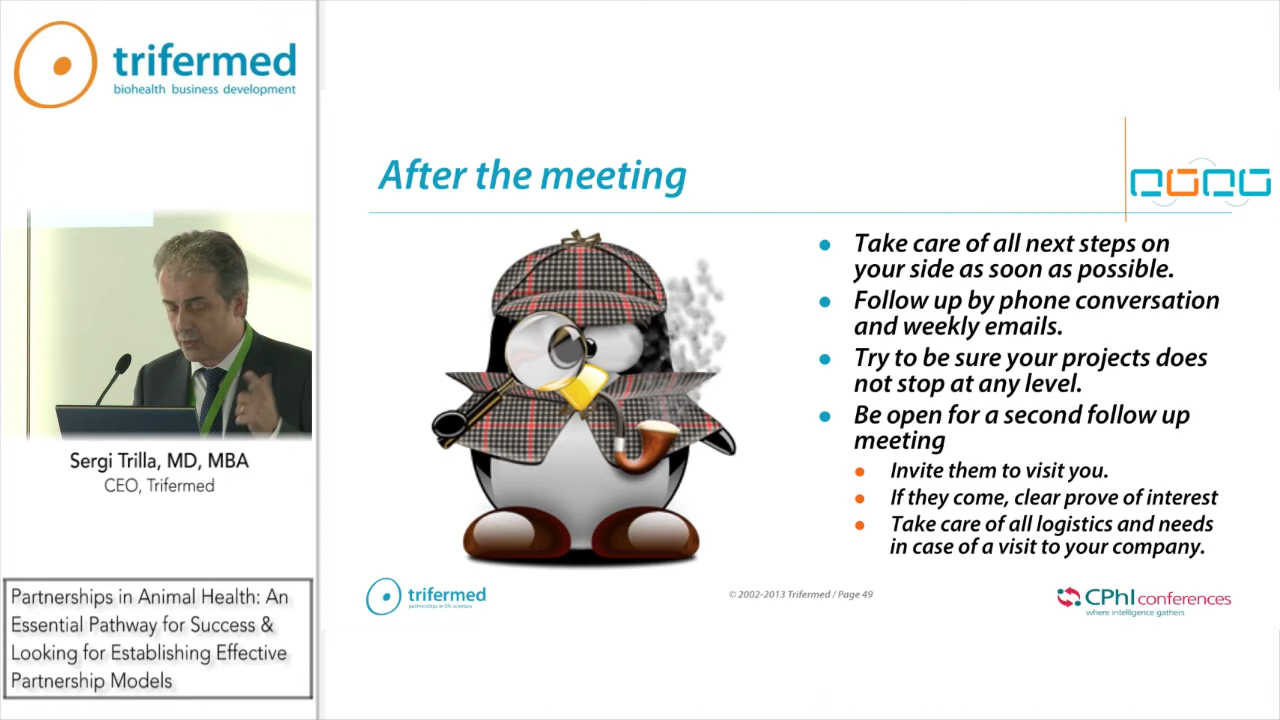 trifermed
biohealth business development
Sergi Trilla, MD, MBA
CEO, Trifermed
Partnerships in Animal Health: An
Essential Pathway for Success &
Looking for Establishing Effective
Partnership Models
After the meeting
Take care of all next steps on
your side as soon as possible.
Follow up by phone conversation
and weekly emails.
Try to be sure your projects does
not stop at any level.
Be open for a second follow up
meeting
Invite them to visit you.
If they come, clear prove of interest
Take care of all logistics and needs
in case of a visit to your company.
trifermed
partnerships in life sciences
© 2002-2013 Trifermed / Page 49
CPhI conferences
where intelligence gathers